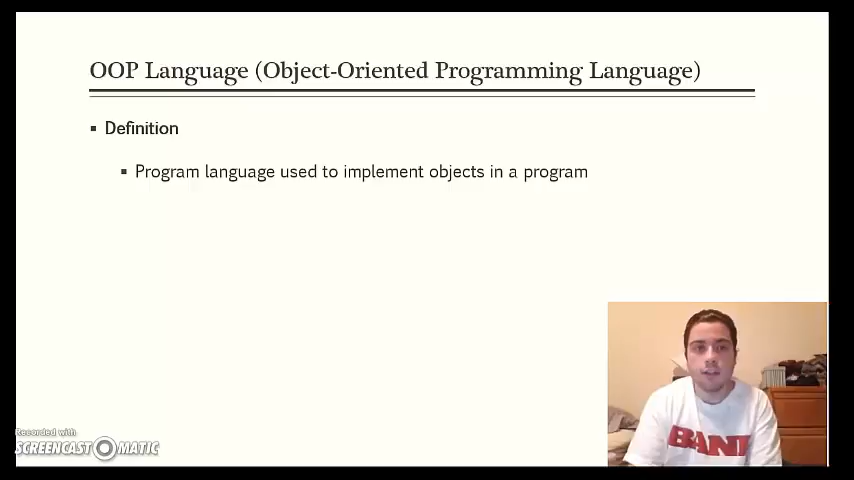 OOP Language (Object-Oriented Programming Language)
Definition
Program language used to implement objects in a program
BAND
Recorded with
SCREENCAST MATIC